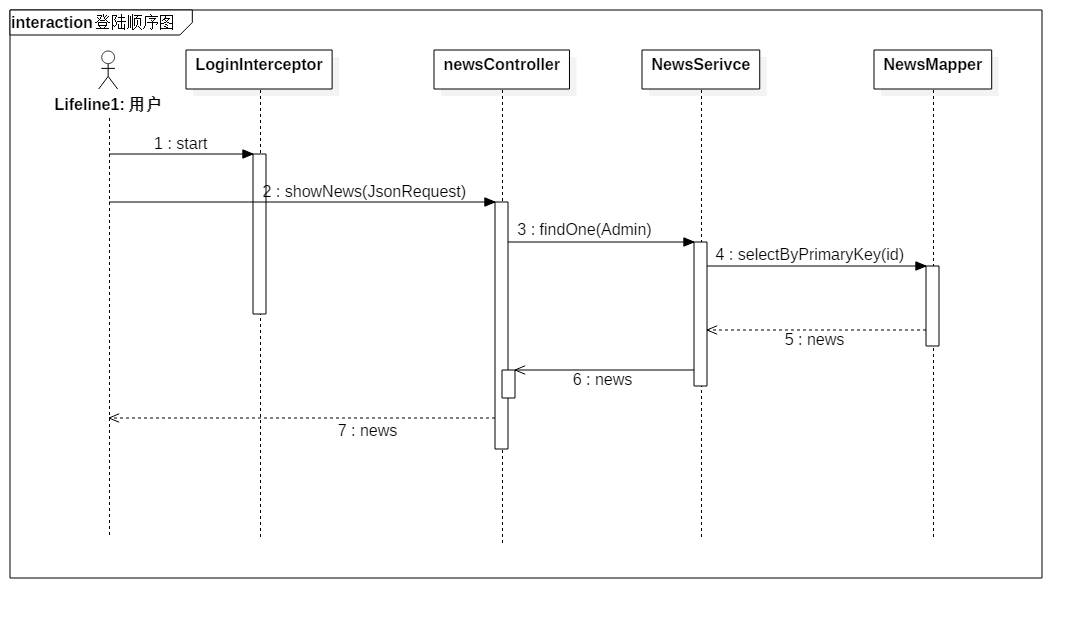 interaction 登陆顺序图
LoginInterceptor
newsController
NewsSerivce
NewsMapper
Lifeline1: 用户
1 : start
2 : showNews(JsonRequest)
3 : findOne(Admin)
4 : selectByPrimaryKey(id)
5 : news
6 : news
7 : news